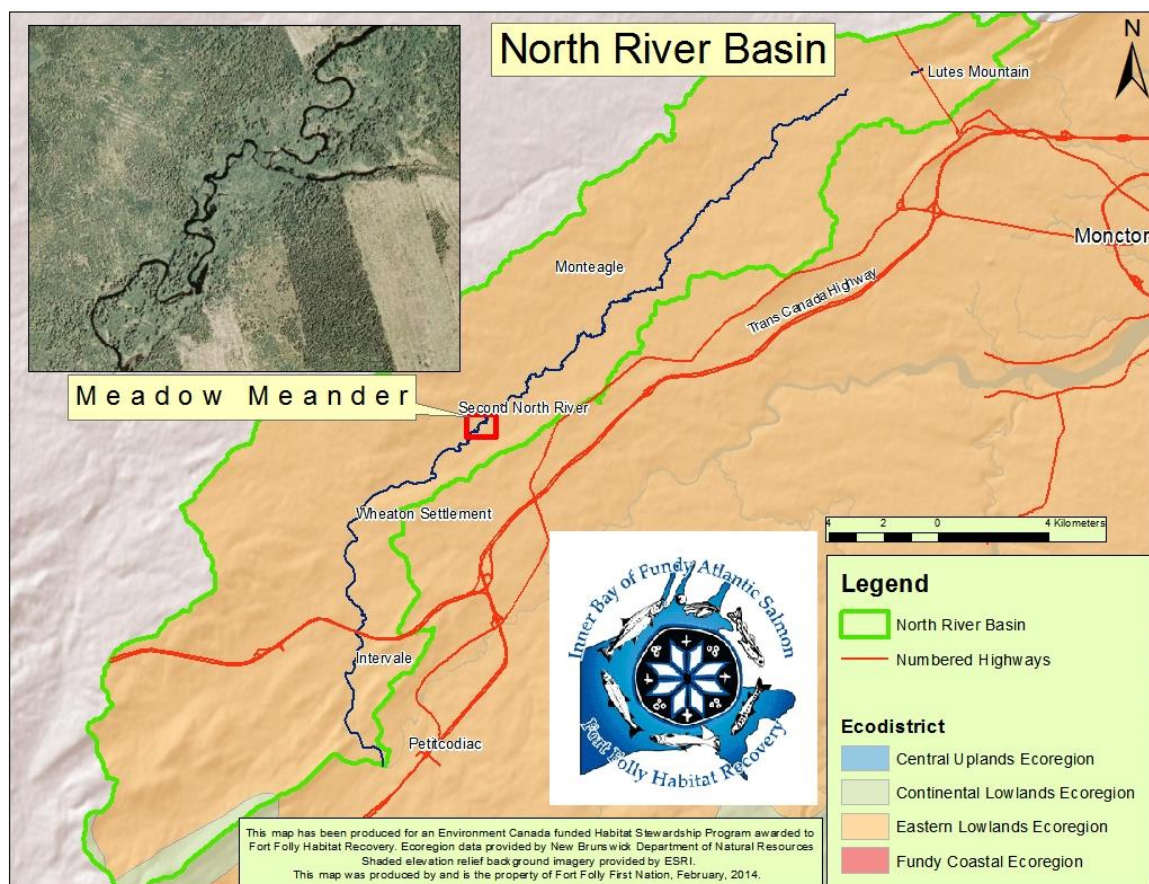 North River Basin
N
Lutes Mountain
Moncton
Monteagle
Trans Canada Highway
Meadow Meander
Second North River
Wheaton Settlement
Intervale
Petitcodiac
4 2 0 4 Kilometers
Inner Bay of Fundy Atlantic Salmon
Fort Folly Habitat Recovery
Legend
North River Basin
Numbered Highways
Ecodistrict
Central Uplands Ecoregion
Continental Lowlands Ecoregion
Eastern Lowlands Ecoregion
Fundy Coastal Ecoregion
This map has been produced for an Environment Canada funded Habitat Stewardship Program awarded to
Fort Folly Habitat Recovery. Ecoregion data provided by New Brunswick Department of Natural Resources
Shaded elevation relief background imagery provided by ESRI.
This map was produced by and is the property of Fort Folly First Nation, February, 2014.